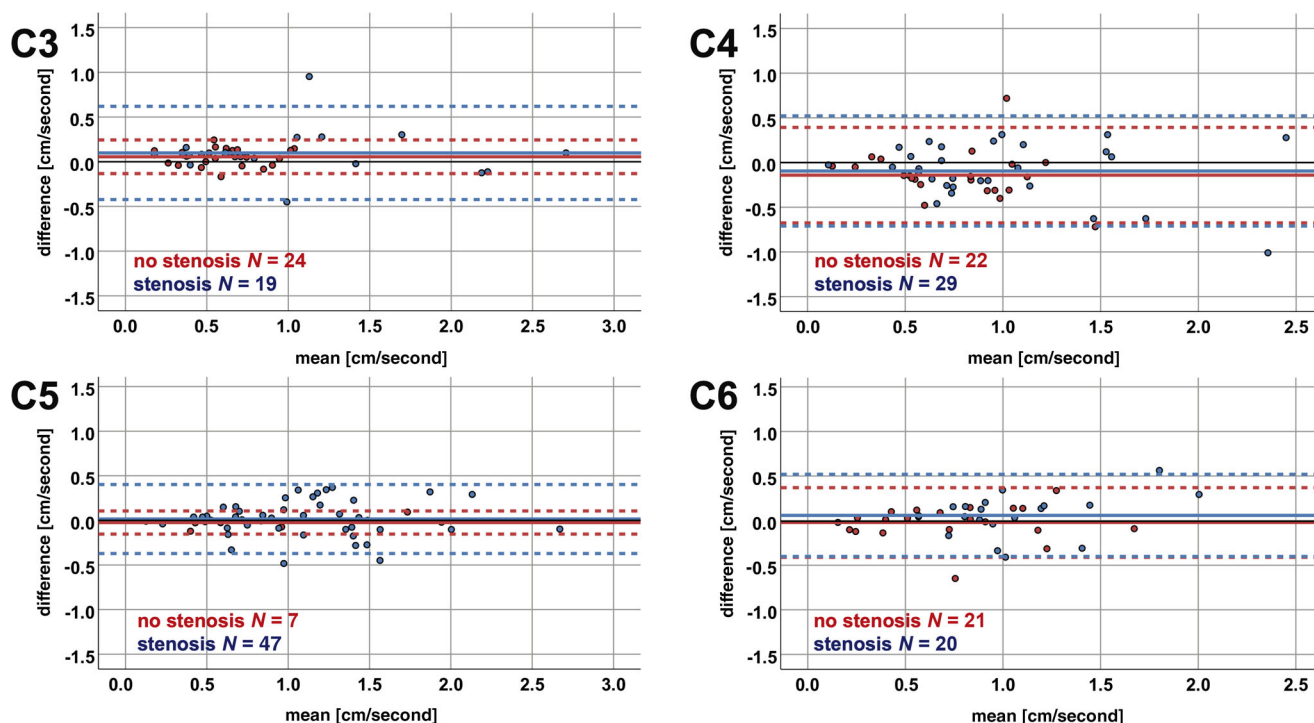 C3
difference [cm/second]
1.5
1.0
0.5
0.0
-0.5
-1.0
-1.5
no stenosis N = 24
stenosis N = 19
0.0 0.5 1.0 1.5 2.0 2.5 3.0
mean [cm/second]
C4
difference [cm/second]
1.5
1.0
0.5
0.0
-0.5
-1.0
-1.5
no stenosis N = 22
stenosis N = 29
0.0 0.5 1.0 1.5 2.0 2.5
mean [cm/second]
C5
difference [cm/second]
1.5
1.0
0.5
0.0
-0.5
-1.0
-1.5
no stenosis N = 7
stenosis N = 47
0.0 0.5 1.0 1.5 2.0 2.5 3.0
mean [cm/second]
C6
difference [cm/second]
1.5
1.0
0.5
0.0
-0.5
-1.0
-1.5
no stenosis N = 21
stenosis N = 20
0.0 0.5 1.0 1.5 2.0 2.5
mean [cm/second]